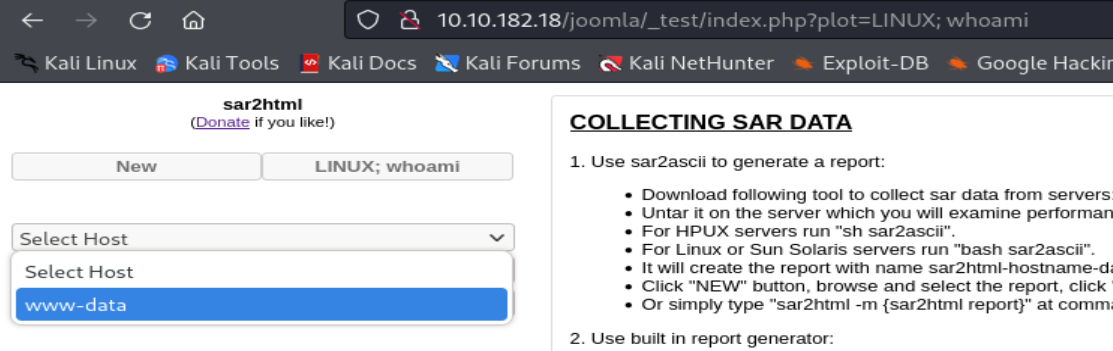 10.10.182.18/joomla/_test/index.php?plot=LINUX; whoami
Kali Linux Kali Tools Kali Docs Kali Forums Kali NetHunter Exploit-DB Google Hackin
sar2html
(Donate if you like!)
New LINUX; whoami
Select Host
Select Host
www-data
COLLECTING SAR DATA
1. Use sar2ascii to generate a report:
• Download following tool to collect sar data from servers:
• Untar it on the server which you will examine performan
• For HPUX servers run "sh sar2ascii".
• For Linux or Sun Solaris servers run "bash sar2ascii".
• It will create the report with name sar2html-hostname-da
• Click "NEW" button, browse and select the report, click "
• Or simply type "sar2html -m {sar2html report}" at comma
2. Use built in report generator: